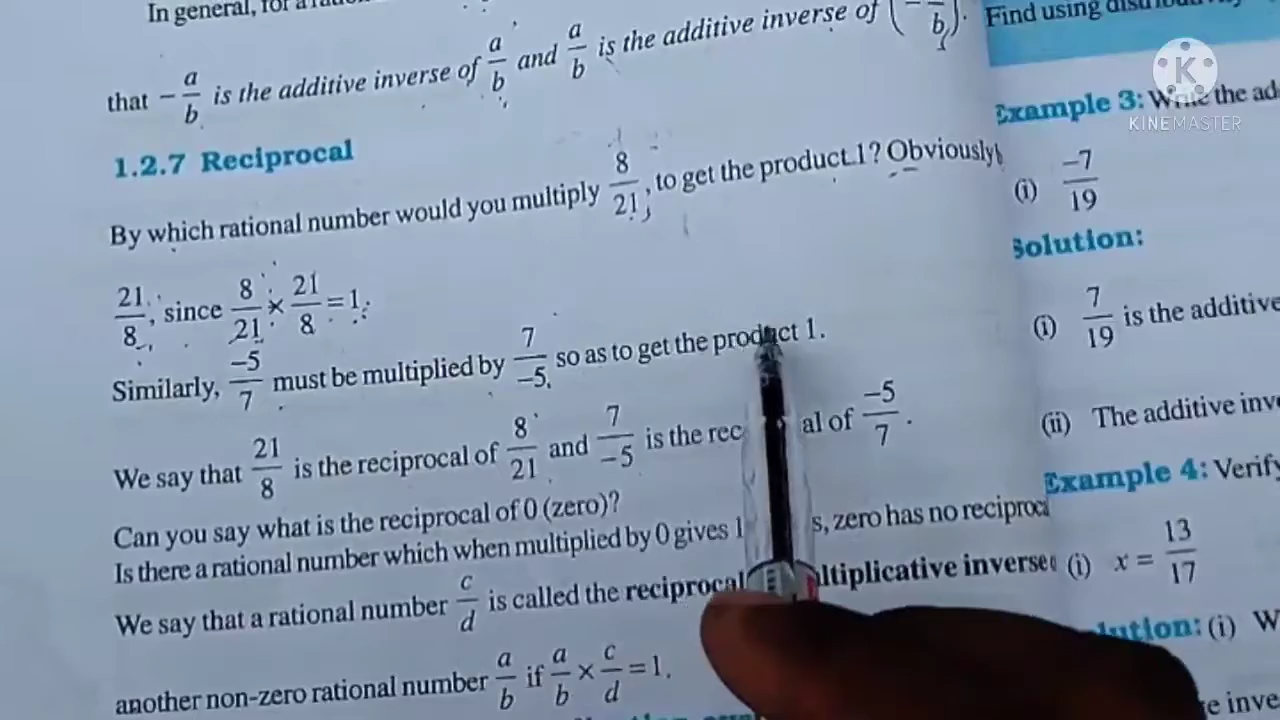 In general, for a
that −a/b is the additive inverse of a/b and a/b is the additive inverse of (−a/b).
1.2.7 Reciprocal
By which rational number would you multiply 8/21, to get the product 1? Obviously
21/8, since 8/21 × 21/8 = 1.
Similarly, −5/7 must be multiplied by 7/−5, so as to get the product 1.
We say that 21/8 is the reciprocal of 8/21 and 7/−5 is the rec al of −5/7.
Can you say what is the reciprocal of 0 (zero)?
Is there a rational number which when multiplied by 0 gives 1 s, zero has no reciproca
We say that a rational number c/d is called the reciprocal ltiplicative inverse
another non-zero rational number a/b if a/b × c/d = 1.
Find using
Example 3: Write the ad
(i) −7/19
Solution:
(i) 7/19 is the additive
(ii) The additive inv
Example 4: Verify
(i) x = 13/17
lution: (i) W
e inve
K
KINEMASTER